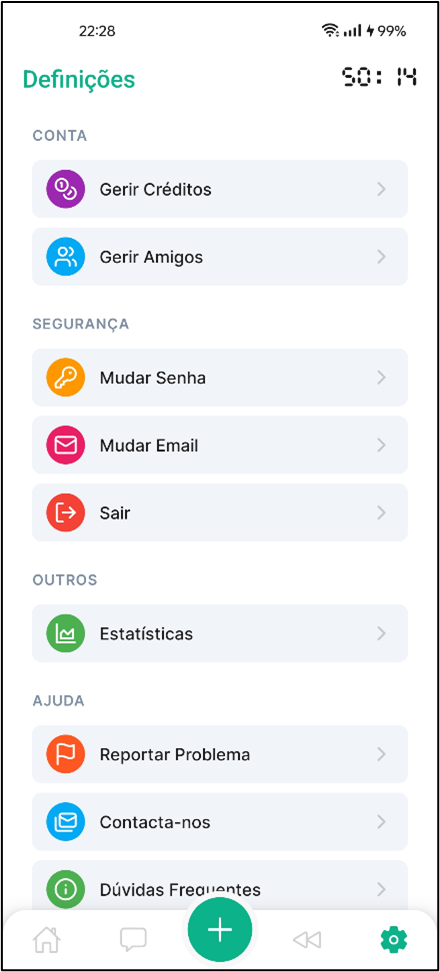 22:28
99%
Definições
50:14
CONTA
Gerir Créditos
Gerir Amigos
SEGURANÇA
Mudar Senha
Mudar Email
Sair
OUTROS
Estatísticas
AJUDA
Reportar Problema
Contacta-nos
Dúvidas Frequentes